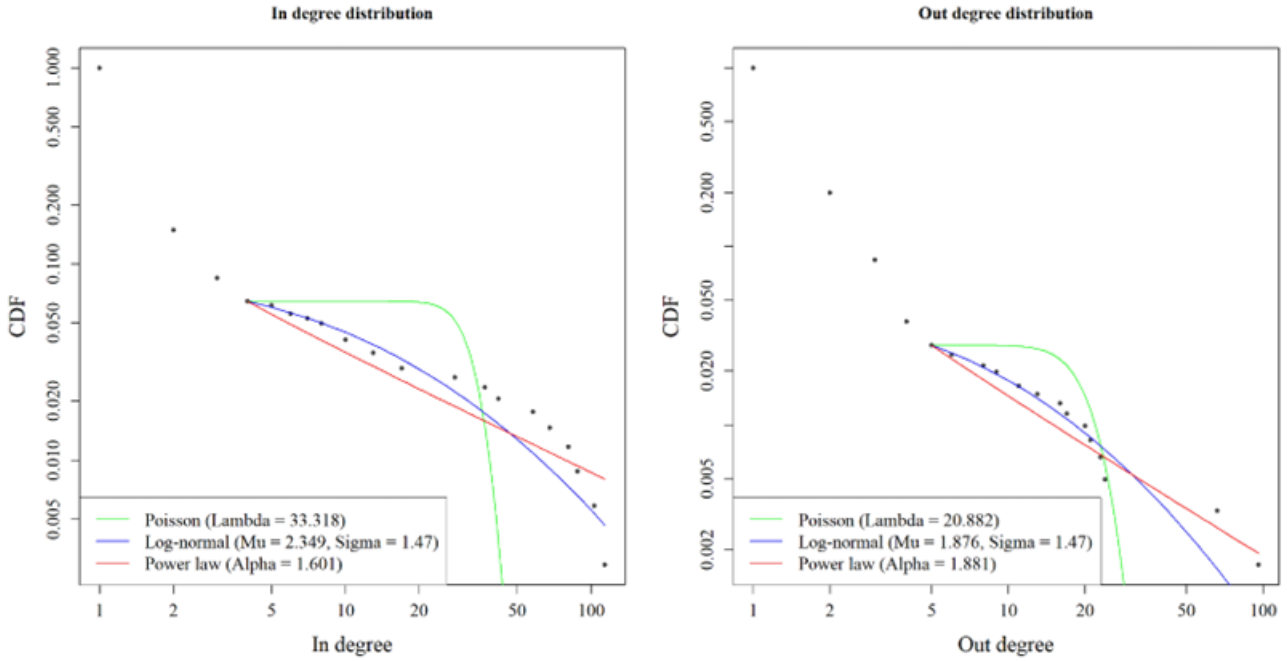 In degree distribution
CDF
1.000
0.500
0.200
0.100
0.050
0.020
0.010
0.005
Poisson (Lambda = 33.318)
Log-normal (Mu = 2.349, Sigma = 1.47)
Power law (Alpha = 1.601)
1 2 5 10 20 50 100
In degree
Out degree distribution
CDF
0.500
0.200
0.050
0.020
0.005
0.002
Poisson (Lambda = 20.882)
Log-normal (Mu = 1.876, Sigma = 1.47)
Power law (Alpha = 1.881)
1 2 5 10 20 50 100
Out degree